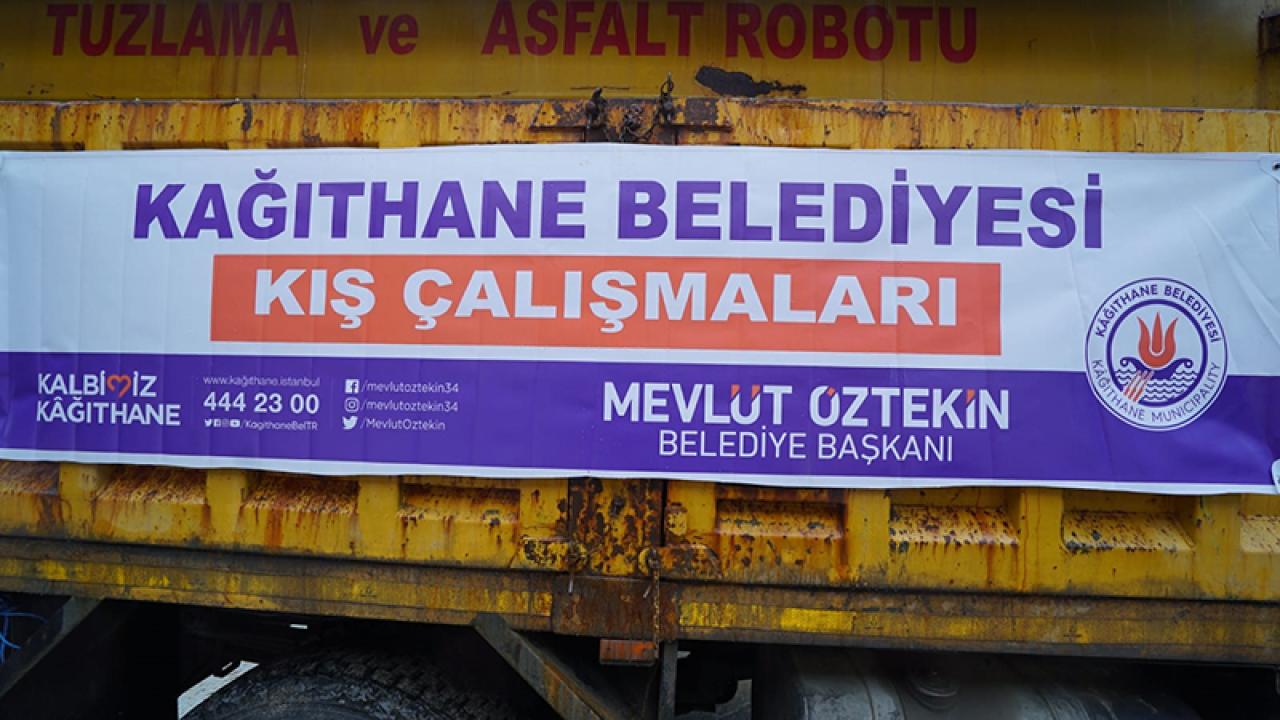 TUZLAMA ve ASFALT ROBOTU
KAĞITHANE BELEDİYESİ
KIŞ ÇALIŞMALARI
KALBİMİZ
KÂĞITHANE
www.kağıthane.istanbul
444 23 00
/KagithaneBelTR
/mevlutoztekin34
/mevlutoztekin34
/MevlutOztekin
MEVLÜT ÖZTEKİN
BELEDİYE BAŞKANI
KAĞITHANE BELEDİYESİ
KAĞITHANE MUNICIPALITY